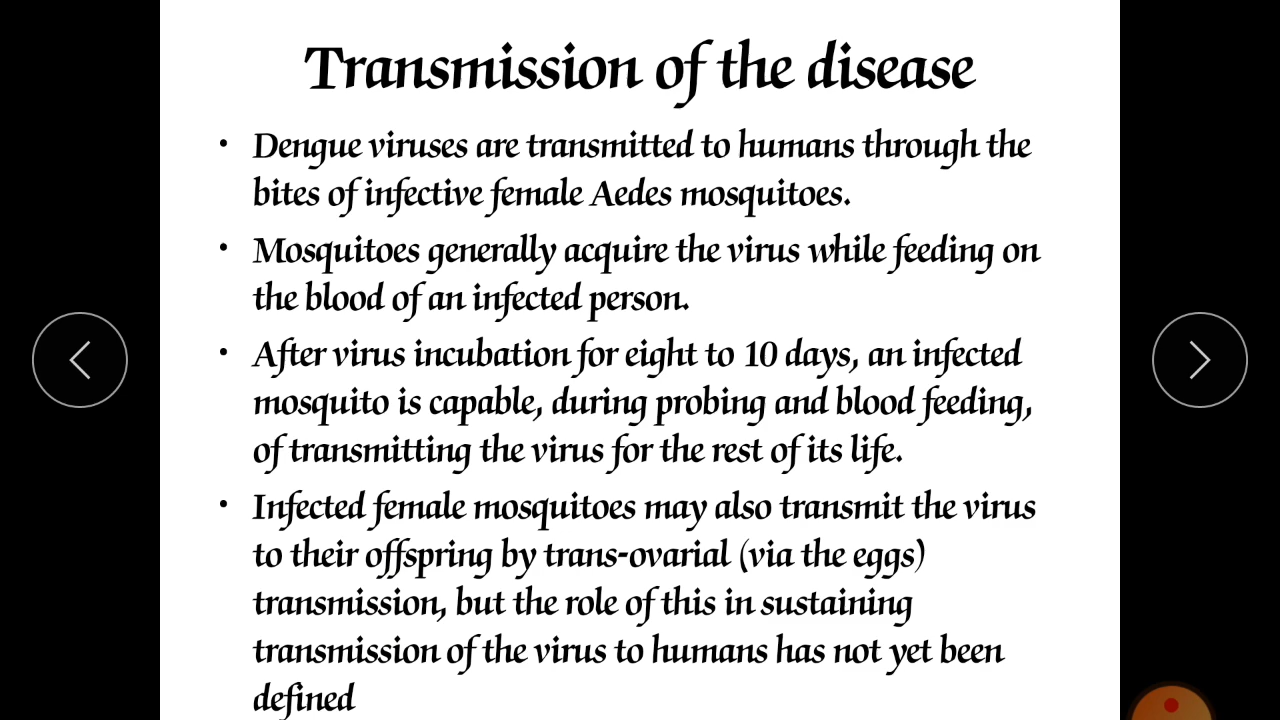 Transmission of the disease
• Dengue viruses are transmitted to humans through the
bites of infective female Aedes mosquitoes.
• Mosquitoes generally acquire the virus while feeding on
the blood of an infected person.
• After virus incubation for eight to 10 days, an infected
mosquito is capable, during probing and blood feeding,
of transmitting the virus for the rest of its life.
• Infected female mosquitoes may also transmit the virus
to their offspring by trans-ovarial (via the eggs)
transmission, but the role of this in sustaining
transmission of the virus to humans has not yet been
defined